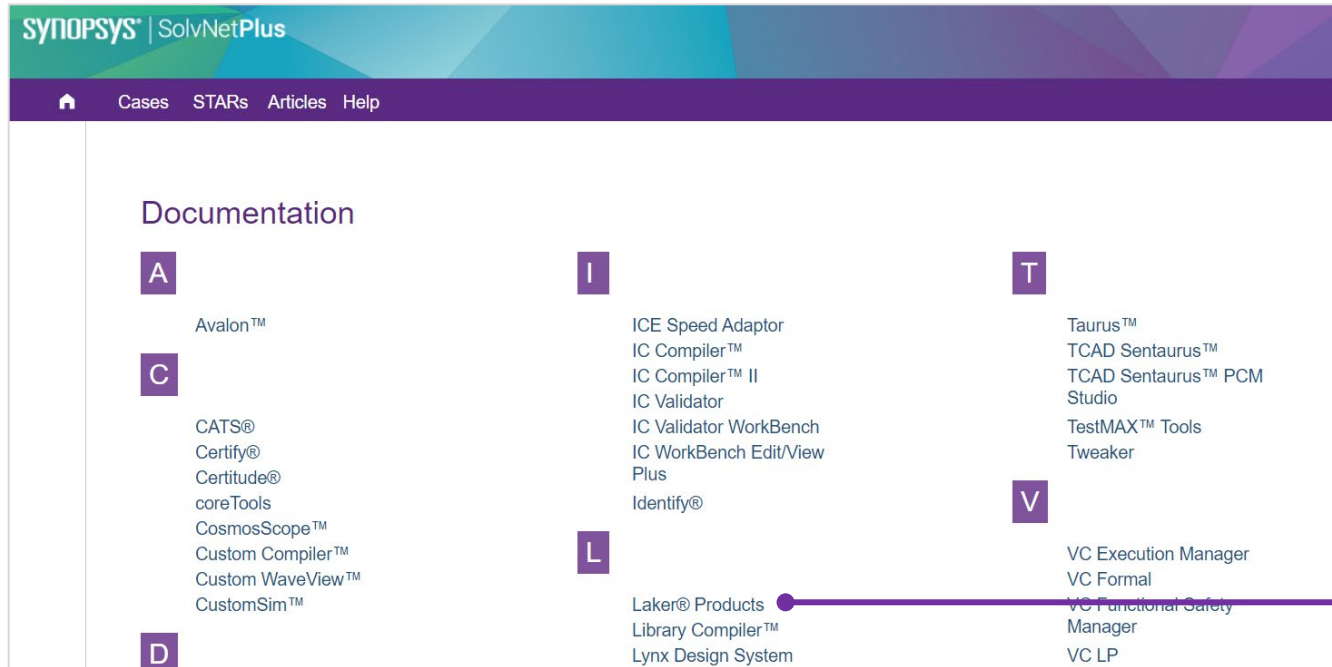 SYNOPSYS® | SolvNetPlus
Cases STARs Articles Help
Documentation
A
Avalon™
C
CATS®
Certify®
Certitude®
coreTools
CosmosScope™
Custom Compiler™
Custom WaveView™
CustomSim™
D
I
ICE Speed Adaptor
IC Compiler™
IC Compiler™ II
IC Validator
IC Validator WorkBench
IC WorkBench Edit/View
Plus
Identify®
L
Laker® Products
Library Compiler™
Lynx Design System
T
Taurus™
TCAD Sentaurus™
TCAD Sentaurus™ PCM
Studio
TestMAX™ Tools
Tweaker
V
VC Execution Manager
VC Formal
VC Functional Safety
Manager
VC LP